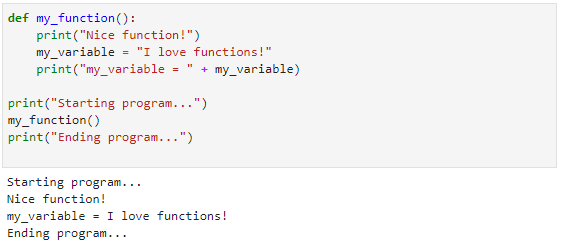 def my_function():
    print("Nice function!")
    my_variable = "I love functions!"
    print("my_variable = " + my_variable)
print("Starting program...")
my_function()
print("Ending program...")
Starting program...
Nice function!
my_variable = I love functions!
Ending program...